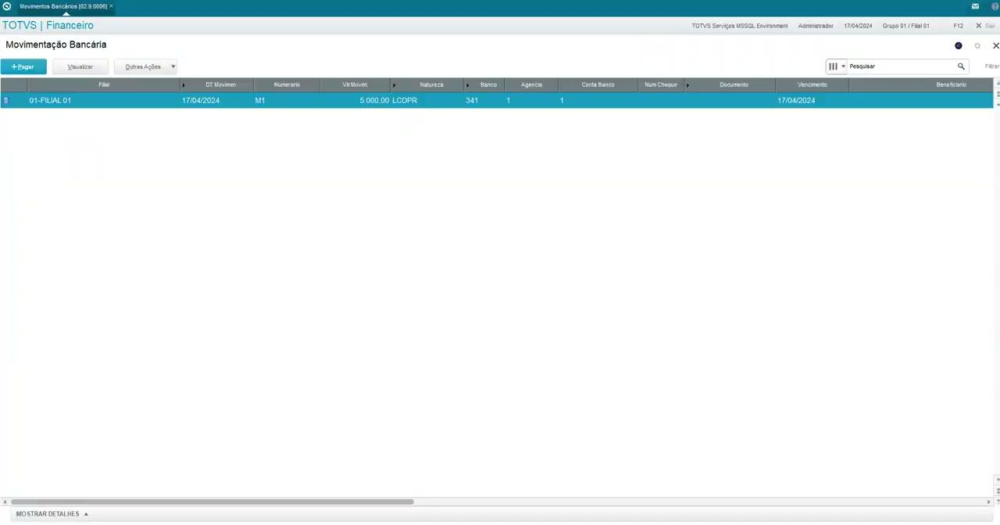 Movimentos Bancários [02.9.0006] ×
TOTVS | Financeiro
TOTVS Serviços MSSQL Environment Administrador 17/04/2024 Grupo 01 / Filial 01 F12 Sair
Movimentação Bancária
+ Pagar Visualizar Outras Ações Pesquisar Filtrar
Filial DT Movimen Numerario Vlr.Movim. Natureza Banco Agencia Conta Banco Num Cheque Documento Vencimento Beneficiario
01-FILIAL 01 17/04/2024 M1 5.000,00 LCDPR 341 1 1 17/04/2024
MOSTRAR DETALHES